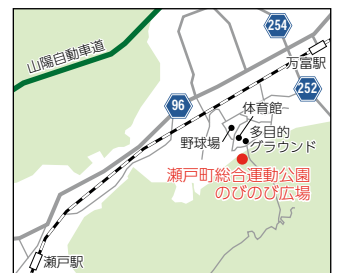 254
山陽自動車道
万富駅
252
96
体育館
野球場
多目的
グラウンド
瀬戸町総合運動公園
のびのび広場
瀬戸駅